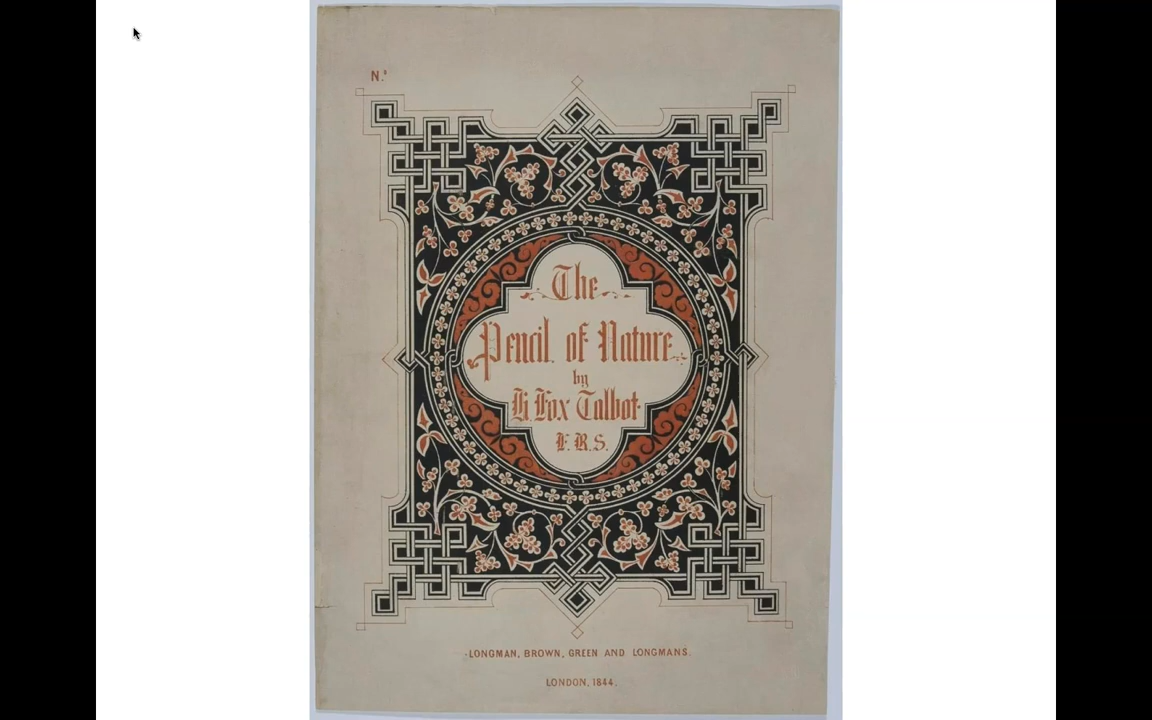 N.º
The
Pencil of Nature
by
H. Fox Talbot
F. R. S.
LONGMAN, BROWN, GREEN AND LONGMANS.
LONDON, 1844.